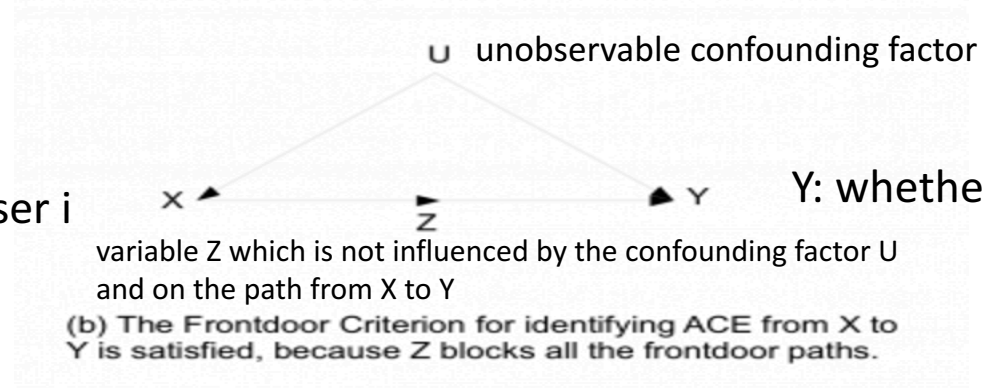 U unobservable confounding factor
ser i X Z Y Y: whethe
variable Z which is not influenced by the confounding factor U
and on the path from X to Y
(b) The Frontdoor Criterion for identifying ACE from X to
Y is satisfied, because Z blocks all the frontdoor paths.